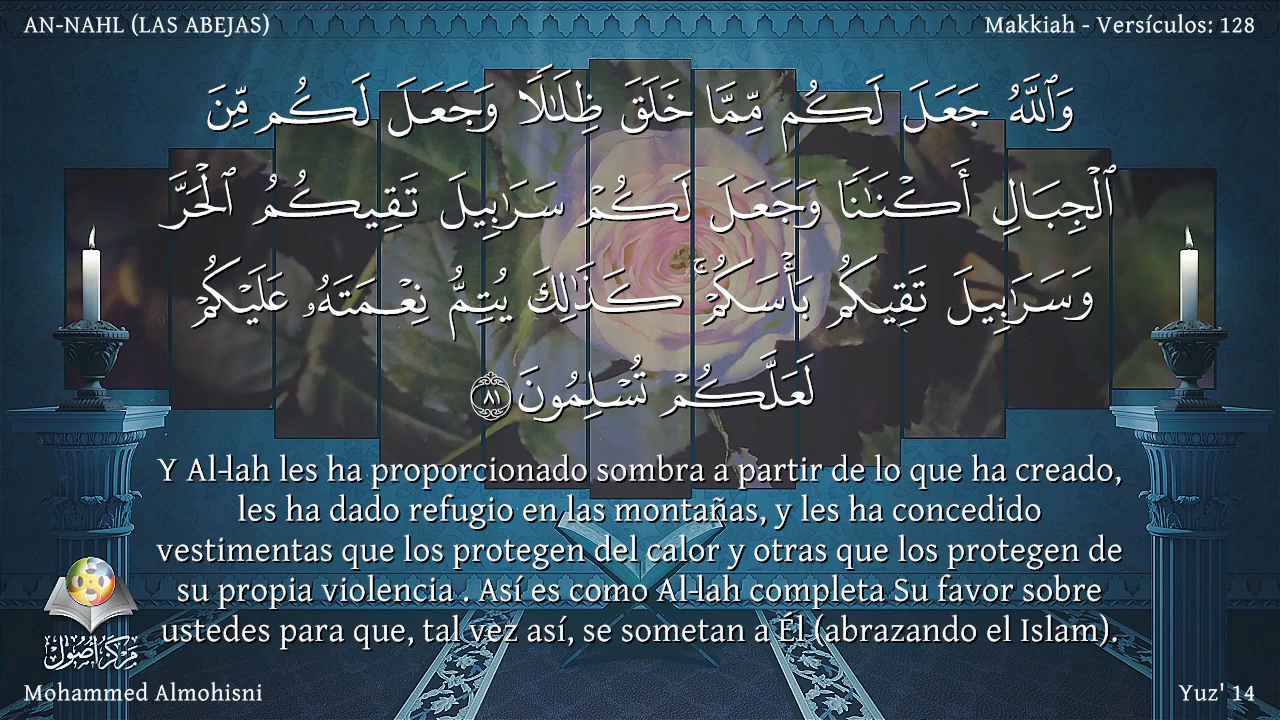 AN-NAHL (LAS ABEJAS)
Makkiah - Versículos: 128
وَٱللَّهُ جَعَلَ لَكُم مِّمَّا خَلَقَ ظِلَـٰلًا وَجَعَلَ لَكُم مِّنَ
ٱلْجِبَالِ أَكْنَـٰنًا وَجَعَلَ لَكُمْ سَرَٰبِيلَ تَقِيكُمُ ٱلْحَرَّ
وَسَرَٰبِيلَ تَقِيكُم بَأْسَكُمْ ۚ كَذَٰلِكَ يُتِمُّ نِعْمَتَهُۥ عَلَيْكُمْ
لَعَلَّكُمْ تُسْلِمُونَ ٨١
Y Al-lah les ha proporcionado sombra a partir de lo que ha creado,
les ha dado refugio en las montañas, y les ha concedido
vestimentas que los protegen del calor y otras que los protegen de
su propia violencia . Así es como Al-lah completa Su favor sobre
ustedes para que, tal vez así, se sometan a Él (abrazando el Islam).
مركز أصول
Mohammed Almohisni
Yuz' 14